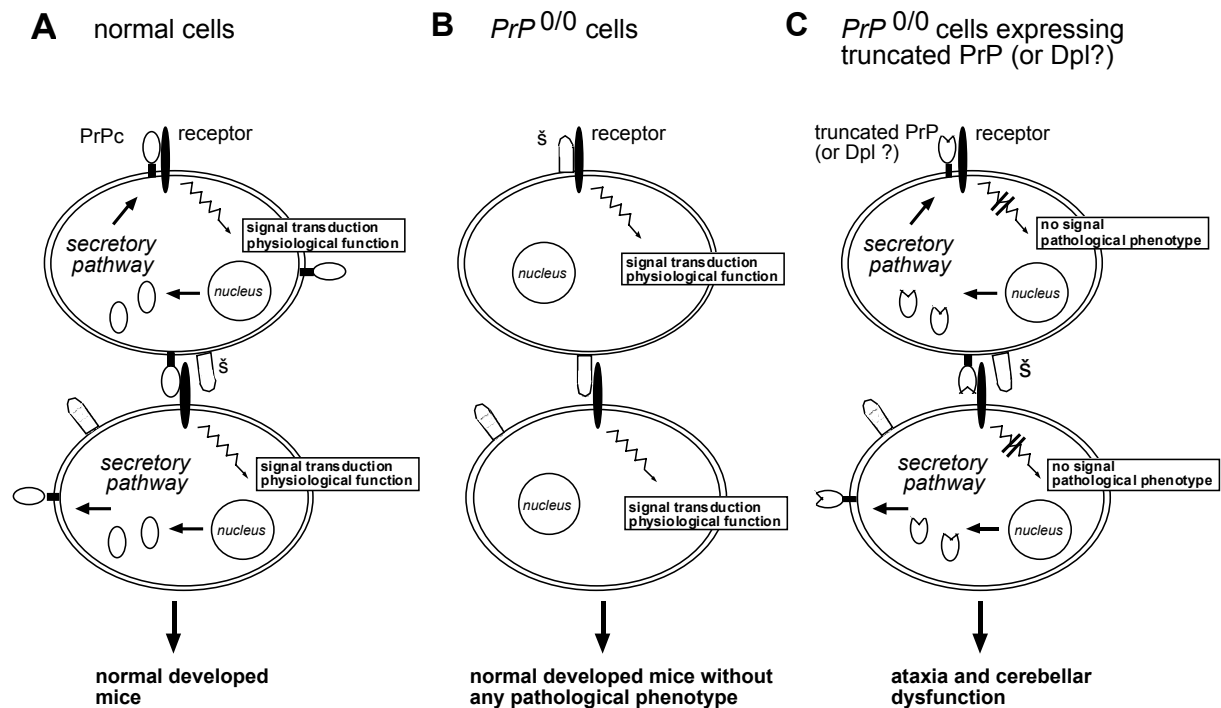 A normal cells
PrPc
receptor
signal transduction
physiological function
secretory
pathway
nucleus
š
signal transduction
physiological function
secretory
pathway
nucleus
normal developed
mice
B PrP 0/0 cells
š
receptor
signal transduction
physiological function
nucleus
signal transduction
physiological function
nucleus
normal developed mice without
any pathological phenotype
C PrP 0/0 cells expressing
truncated PrP (or Dpl?)
truncated PrP
(or Dpl ?)
receptor
no signal
pathological phenotype
secretory
pathway
nucleus
š
no signal
pathological phenotype
secretory
pathway
nucleus
ataxia and cerebellar
dysfunction